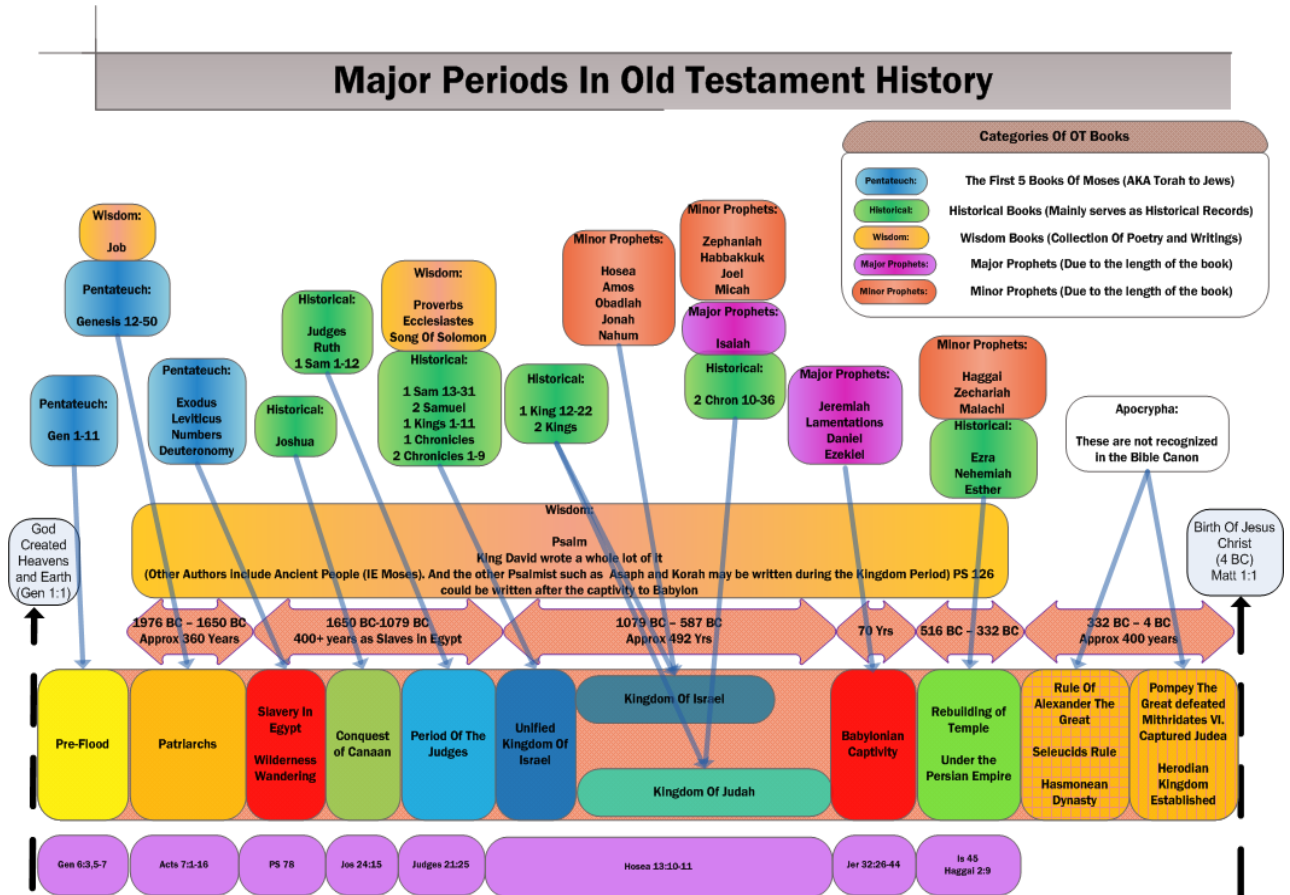 Major Periods In Old Testament History
Categories Of OT Books
Pentateuch:
The First 5 Books Of Moses (AKA Torah to Jews)
Historical:
Historical Books (Mainly serves as Historical Records)
Wisdom:
Wisdom Books (Collection Of Poetry and Writings)
Major Prophets:
Major Prophets (Due to the length of the book)
Minor Prophets:
Minor Prophets (Due to the length of the book)
Wisdom:
Job
Pentateuch:
Genesis 12-50
Pentateuch:
Gen 1-11
Pentateuch:
Exodus
Leviticus
Numbers
Deuteronomy
Historical:
Judges
Ruth
1 Sam 1-12
Historical:
Joshua
Wisdom:
Proverbs
Ecclesiastes
Song Of Solomon
Historical:
1 Sam 13-31
2 Samuel
1 Kings 1-11
1 Chronicles
2 Chronicles 1-9
Historical:
1 King 12-22
2 Kings
Minor Prophets:
Hosea
Amos
Obadiah
Jonah
Nahum
Minor Prophets:
Zephaniah
Habbakkuk
Joel
Micah
Major Prophets:
Isaiah
Historical:
2 Chron 10-36
Major Prophets:
Jeremiah
Lamentations
Daniel
Ezekiel
Minor Prophets:
Haggai
Zechariah
Malachi
Historical:
Ezra
Nehemiah
Esther
Apocrypha:
These are not recognized
in the Bible Canon
God
Created
Heavens
and Earth
(Gen 1:1)
Wisdom:
Psalm
King David wrote a whole lot of it
(Other Authors include Ancient People (IE Moses). And the other Psalmist such as Asaph and Korah may be written during the Kingdom Period) PS 126
could be written after the captivity to Babylon
Birth Of Jesus
Christ
(4 BC)
Matt 1:1
1976 BC – 1650 BC
Approx 360 Years
1650 BC-1079 BC
400+ years as Slaves in Egypt
1079 BC – 587 BC
Approx 492 Yrs
70 Yrs
516 BC – 332 BC
332 BC – 4 BC
Approx 400 years
Pre-Flood
Patriarchs
Slavery in
Egypt
Wilderness
Wandering
Conquest
of Canaan
Period Of The
Judges
Unified
Kingdom Of
Israel
Kingdom Of Israel
Kingdom Of Judah
Babylonian
Captivity
Rebuilding of
Temple
Under the
Persian Empire
Rule Of
Alexander The
Great
Seleucids Rule
Hasmonean
Dynasty
Pompey The
Great defeated
Mithridates VI.
Captured Judea
Herodian
Kingdom
Established
Gen 6:3,5-7
Acts 7:1-16
PS 78
Jos 24:15
Judges 21:25
Hosea 13:10-11
Jer 32:26-44
Is 45
Haggai 2:9